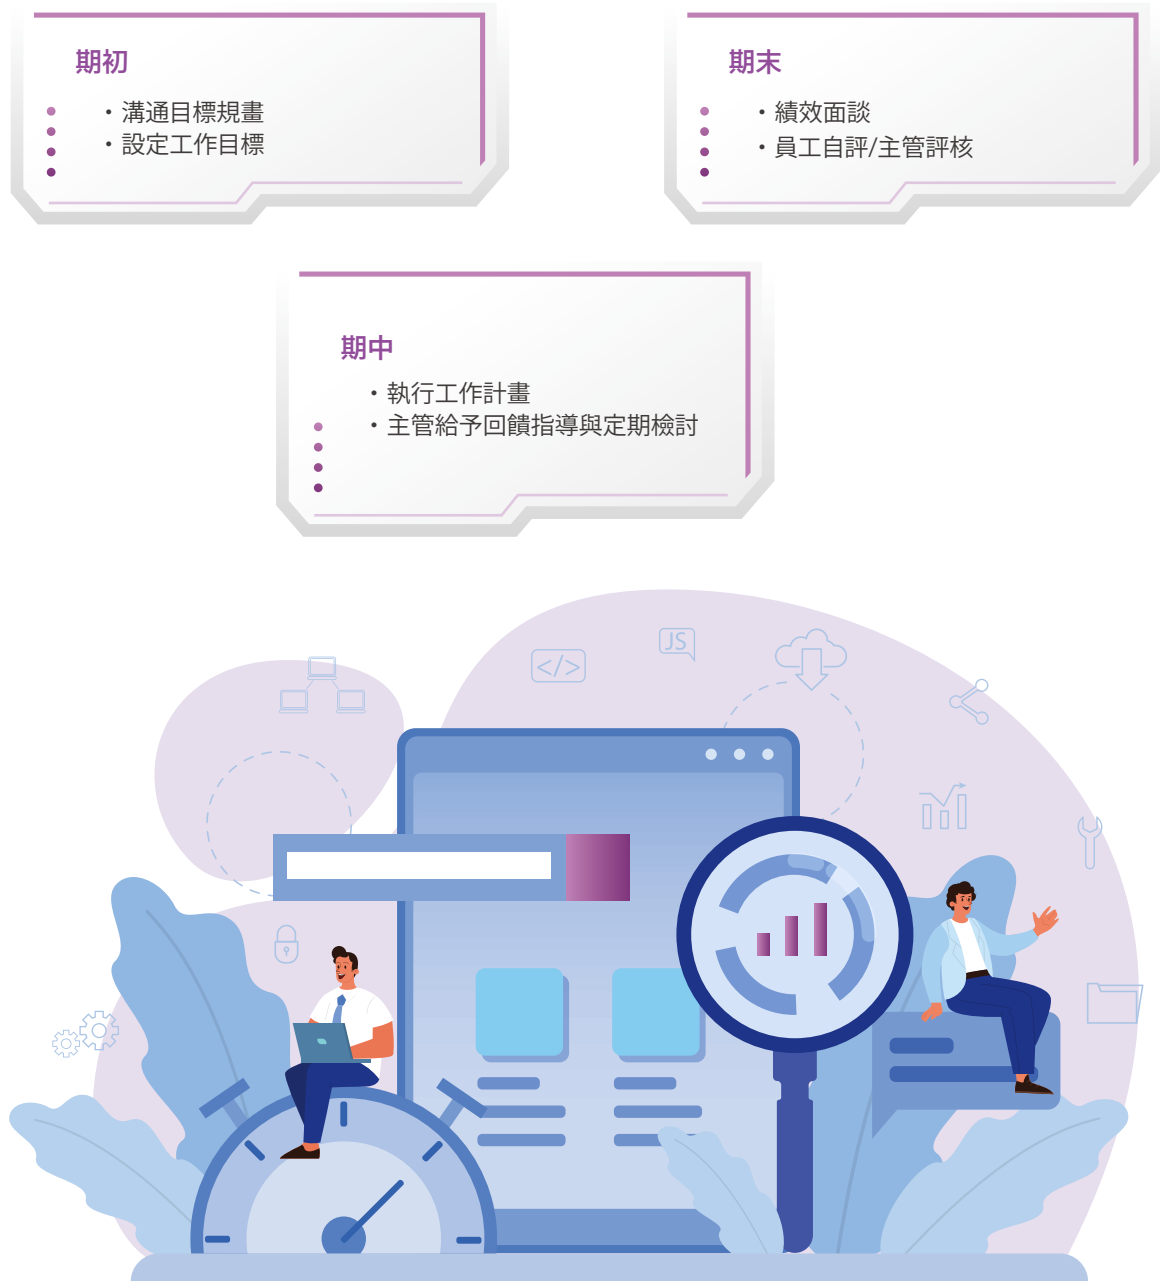 期初
・溝通目標規畫
・設定工作目標
期末
・績效面談
・員工自評/主管評核
期中
・執行工作計畫
・主管給予回饋指導與定期檢討
JS
</>